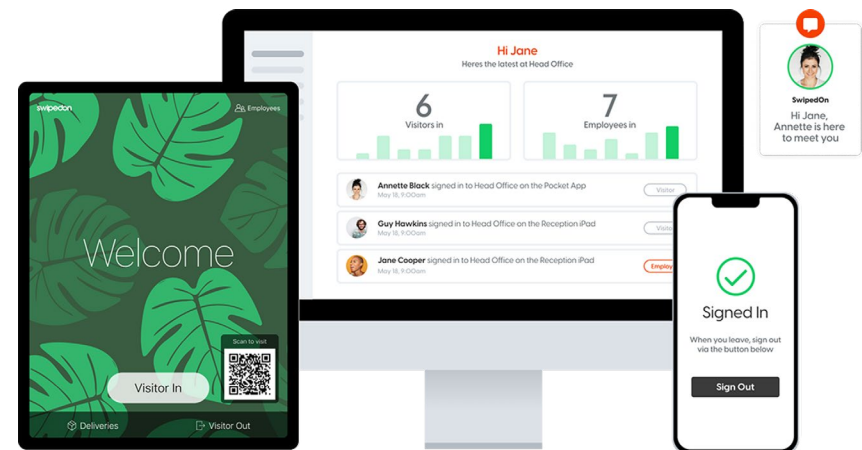 swipedon
Employees
Welcome
Scan to visit
Visitor In
Deliveries
Visitor Out
Hi Jane
Heres the latest at Head Office
6
Visitors in
7
Employees in
Annette Black signed in to Head Office on the Pocket App
May 18, 9:00am
Visitor
Guy Hawkins signed in to Head Office on the Reception iPad
May 18, 9:00am
Visito
Jane Cooper signed in to Head Office on the Reception iPad
May 18, 9:00am
Employ
SwipedOn
Hi Jane,
Annette is here
to meet you
Signed In
When you leave, sign out
via the button below
Sign Out